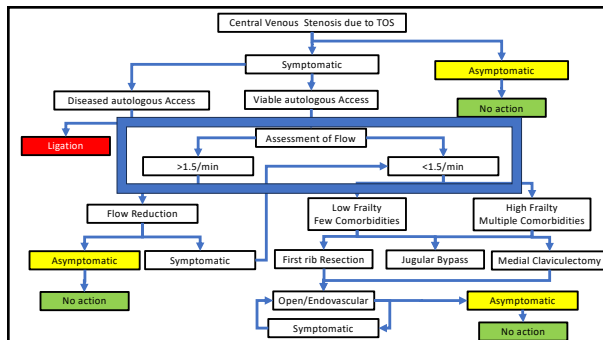 Central Venous Stenosis due to TOS
Symptomatic
Asymptomatic
Diseased autologous Access
Viable autologous Access
No action
Ligation
Assessment of Flow
>1.5/min
<1.5/min
Flow Reduction
Low Frailty
Few Comorbidities
High Frailty
Multiple Comorbidities
Asymptomatic
Symptomatic
First rib Resection
Jugular Bypass
Medial Claviculectomy
No action
Open/Endovascular
Asymptomatic
Symptomatic
No action